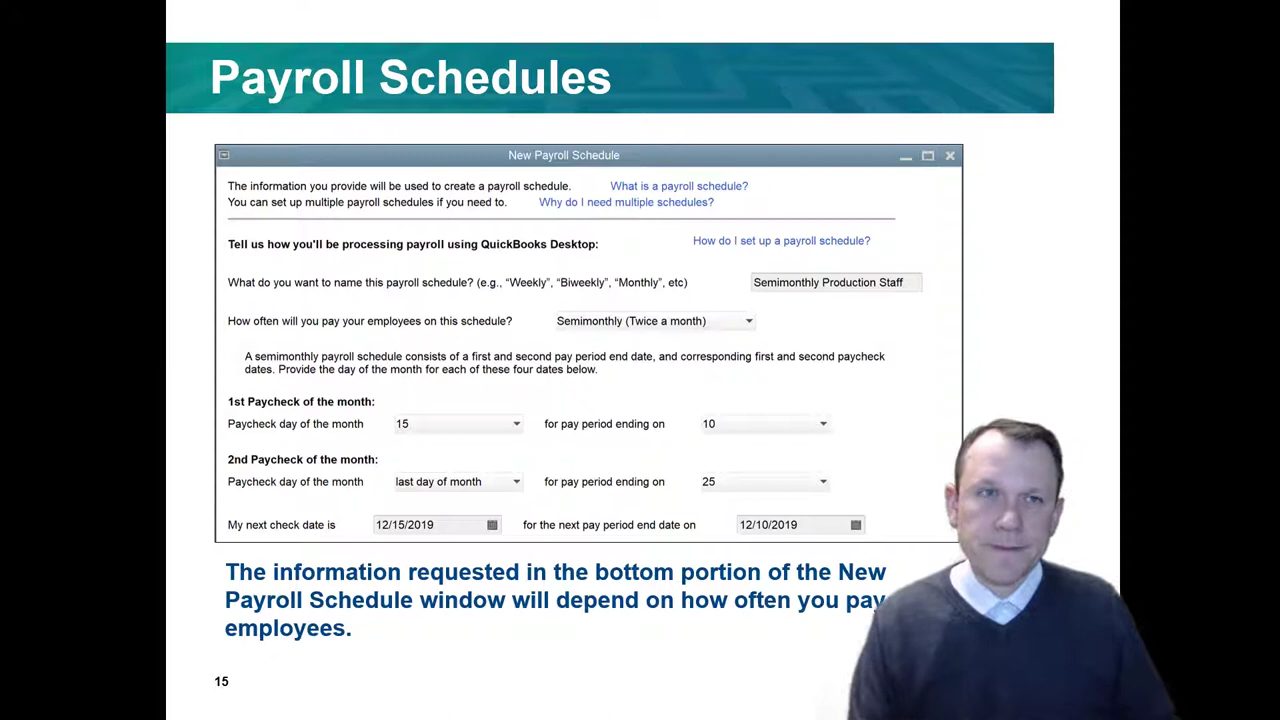 Payroll Schedules
New Payroll Schedule
The information you provide will be used to create a payroll schedule. What is a payroll schedule?
You can set up multiple payroll schedules if you need to. Why do I need multiple schedules?
Tell us how you'll be processing payroll using QuickBooks Desktop: How do I set up a payroll schedule?
What do you want to name this payroll schedule? (e.g., “Weekly”, “Biweekly”, “Monthly”, etc) Semimonthly Production Staff
How often will you pay your employees on this schedule? Semimonthly (Twice a month)
A semimonthly payroll schedule consists of a first and second pay period end date, and corresponding first and second paycheck
dates. Provide the day of the month for each of these four dates below.
1st Paycheck of the month:
Paycheck day of the month 15 for pay period ending on 10
2nd Paycheck of the month:
Paycheck day of the month last day of month for pay period ending on 25
My next check date is 12/15/2019 for the next pay period end date on 12/10/2019
The information requested in the bottom portion of the New
Payroll Schedule window will depend on how often you pay
employees.
15